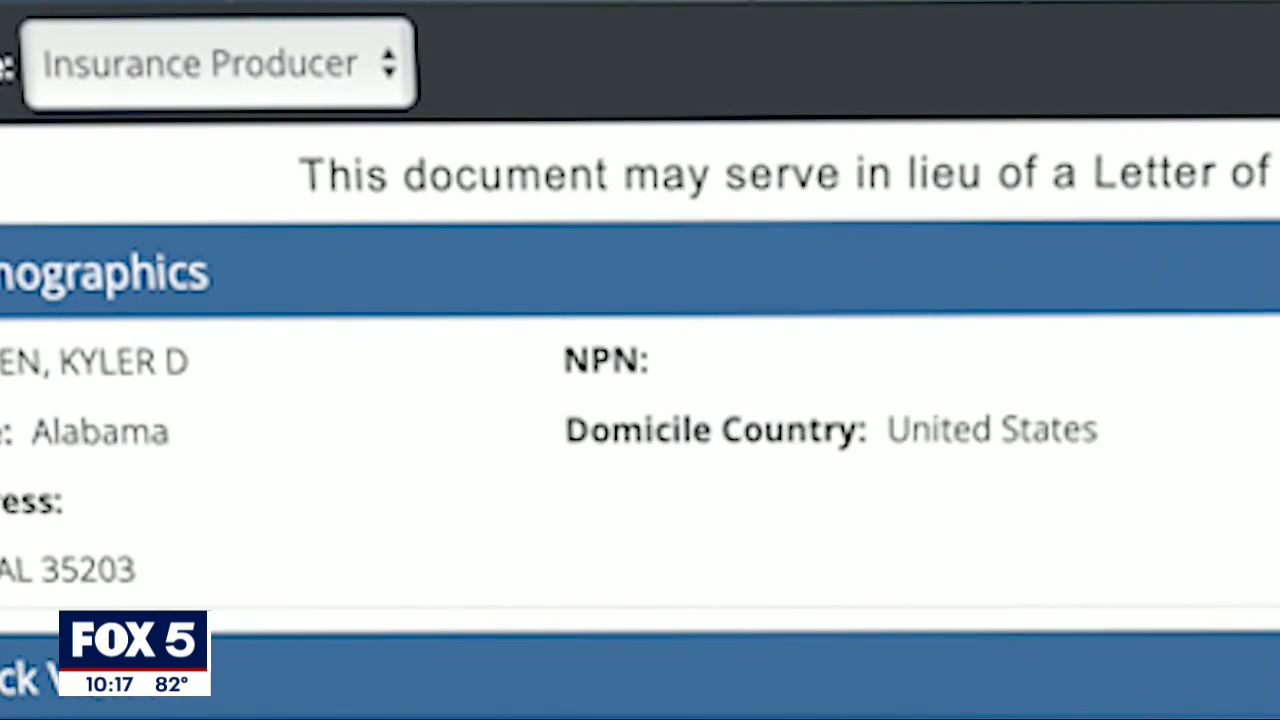 Insurance Producer
This document may serve in lieu of a Letter of
nographics
EN, KYLER D
NPN:
: Alabama
Domicile Country: United States
ress:
AL 35203
FOX 5
ck
10:17 82°